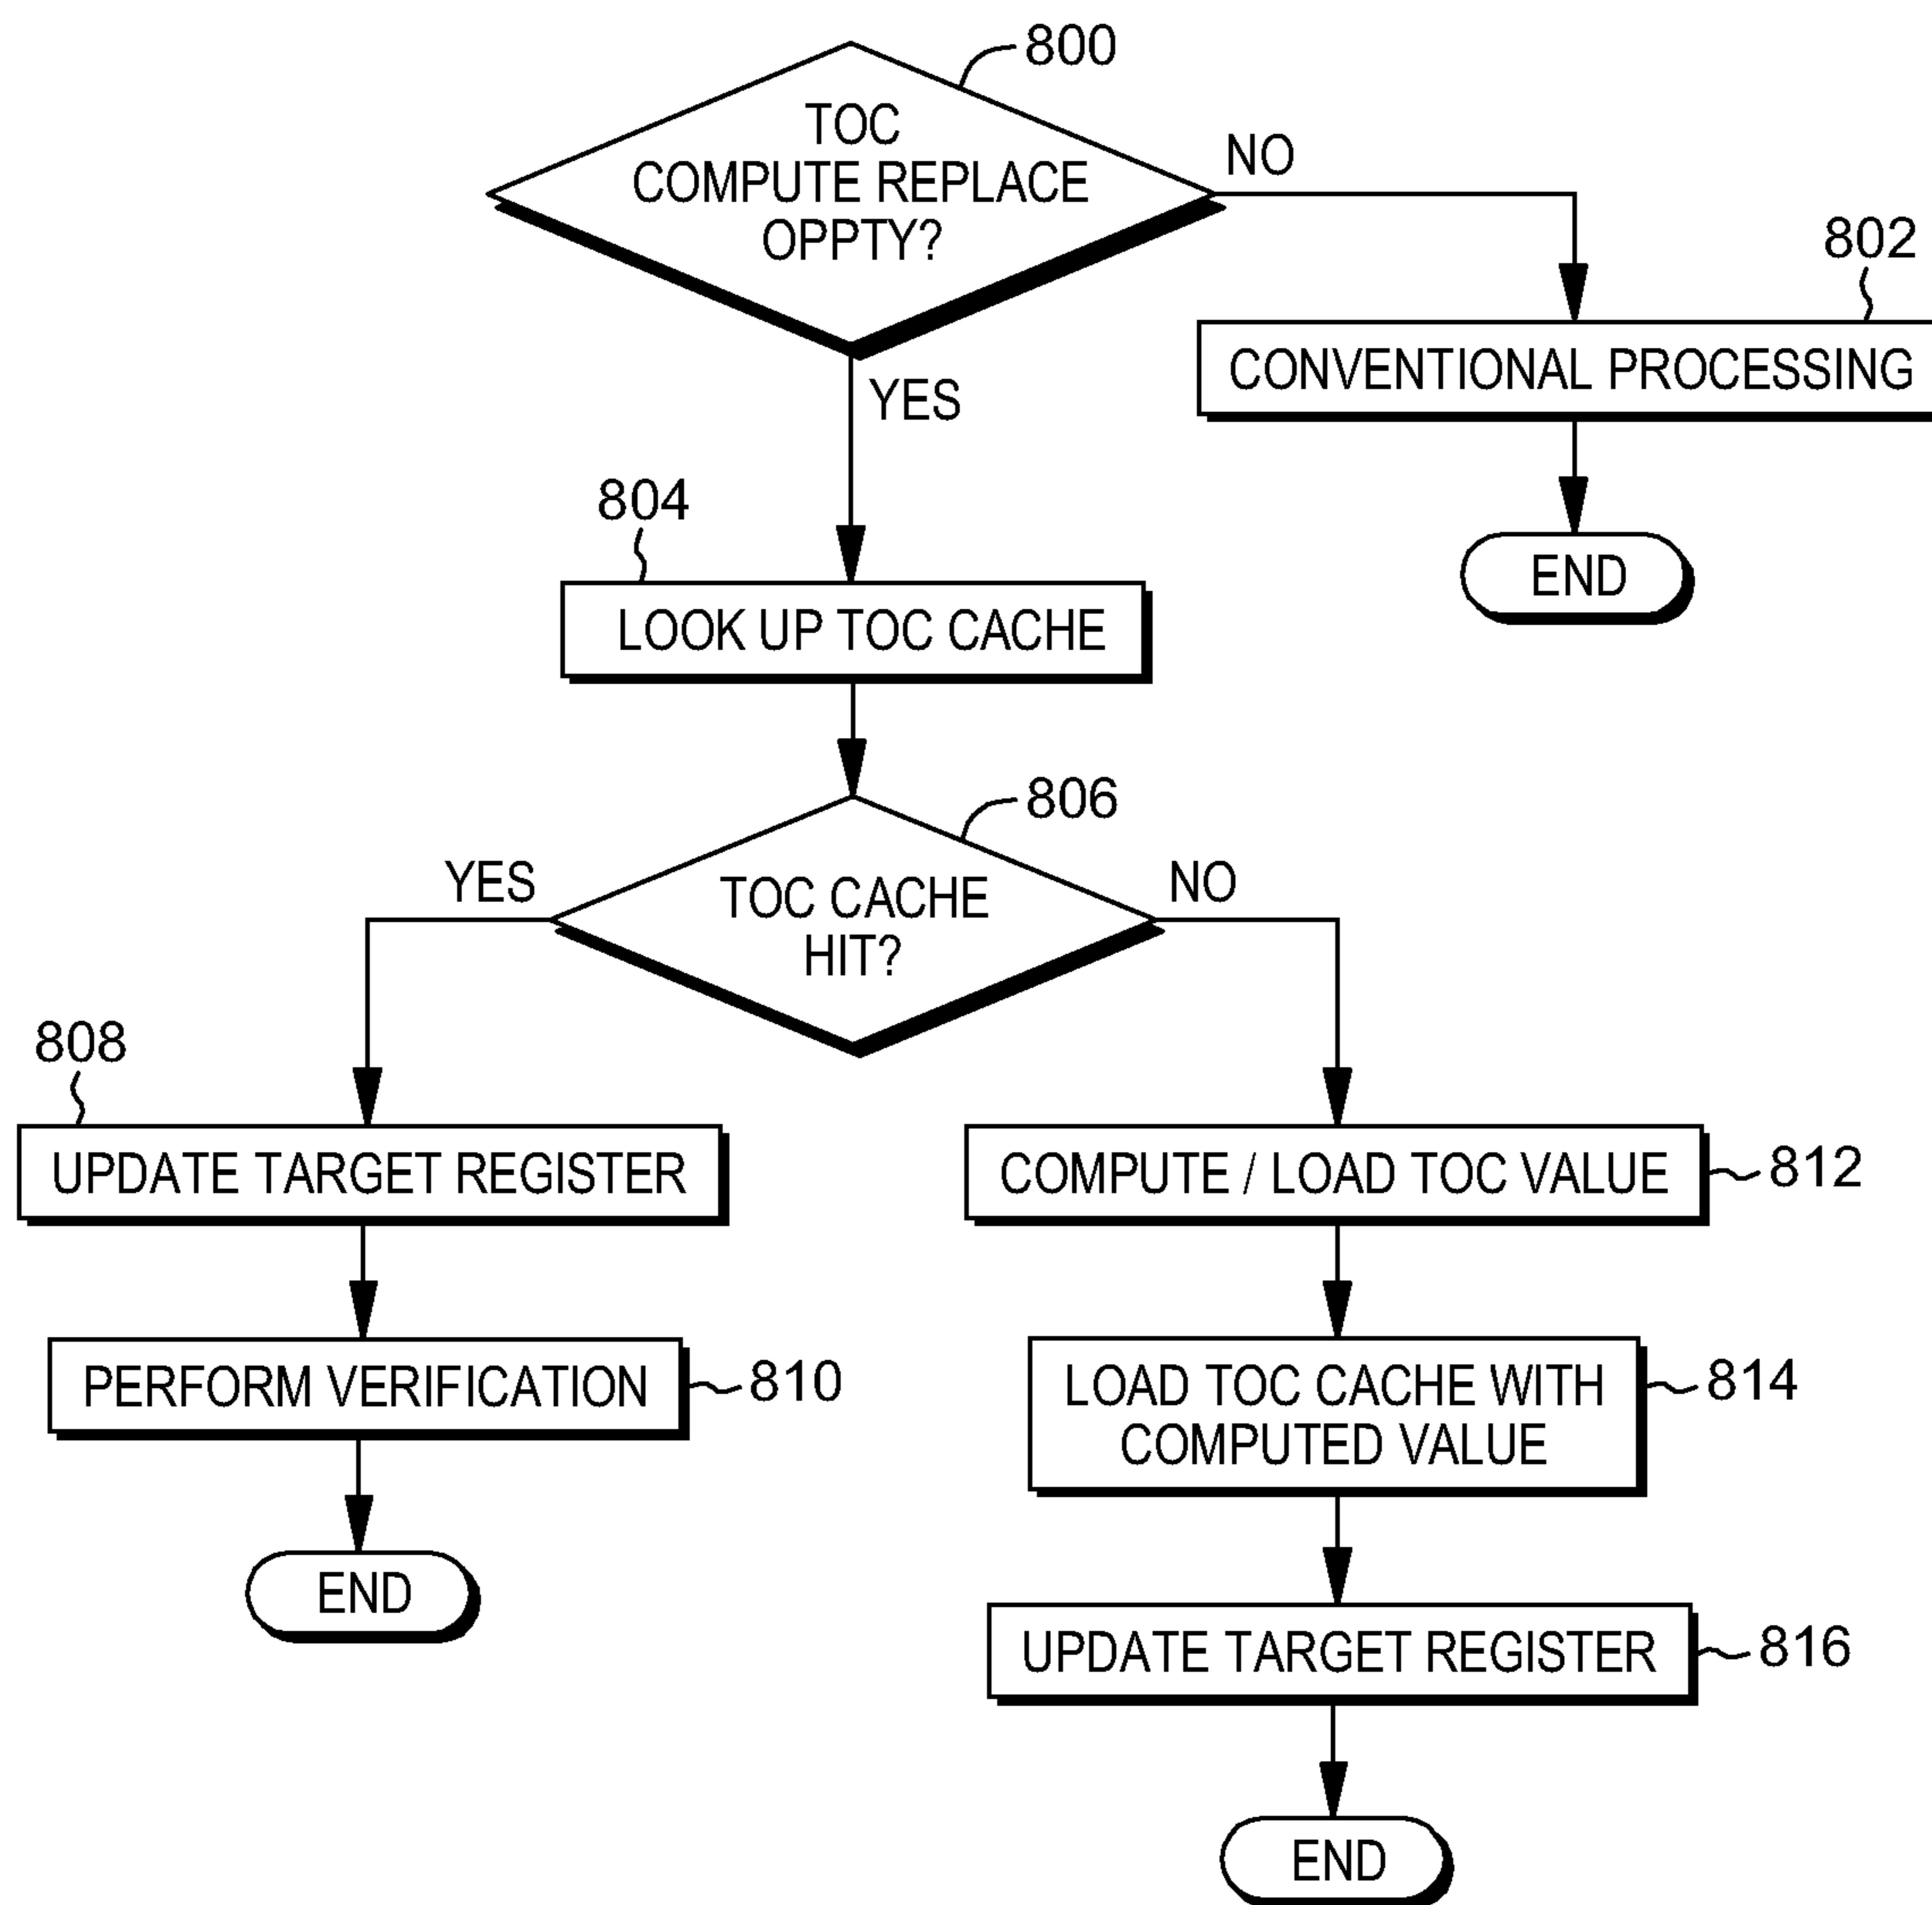 800
TOC
COMPUTE REPLACE
OPPTY?
NO
802
CONVENTIONAL PROCESSING
YES
END
804
LOOK UP TOC CACHE
806
YES
TOC CACHE
HIT?
NO
808
UPDATE TARGET REGISTER
COMPUTE / LOAD TOC VALUE
812
PERFORM VERIFICATION
810
LOAD TOC CACHE WITH
COMPUTED VALUE
814
END
UPDATE TARGET REGISTER
816
END